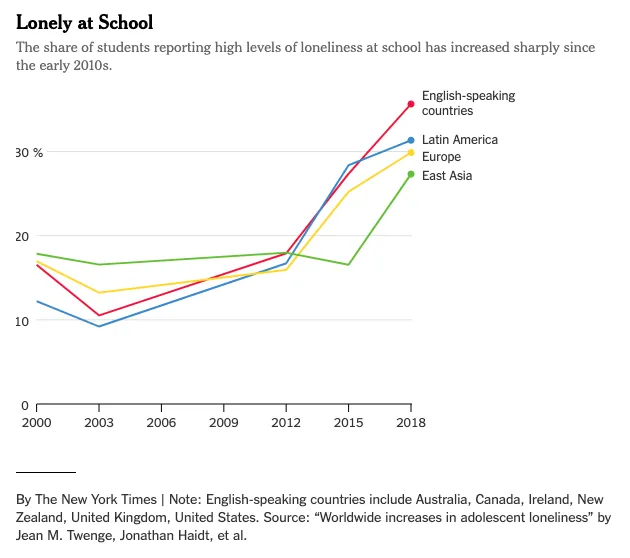 Lonely at School
The share of students reporting high levels of loneliness at school has increased sharply since
the early 2010s.
English-speaking
countries
Latin America
30 %
Europe
East Asia
20
10
0
2000 2003 2006 2009 2012 2015 2018
By The New York Times | Note: English-speaking countries include Australia, Canada, Ireland, New
Zealand, United Kingdom, United States. Source: “Worldwide increases in adolescent loneliness” by
Jean M. Twenge, Jonathan Haidt, et al.